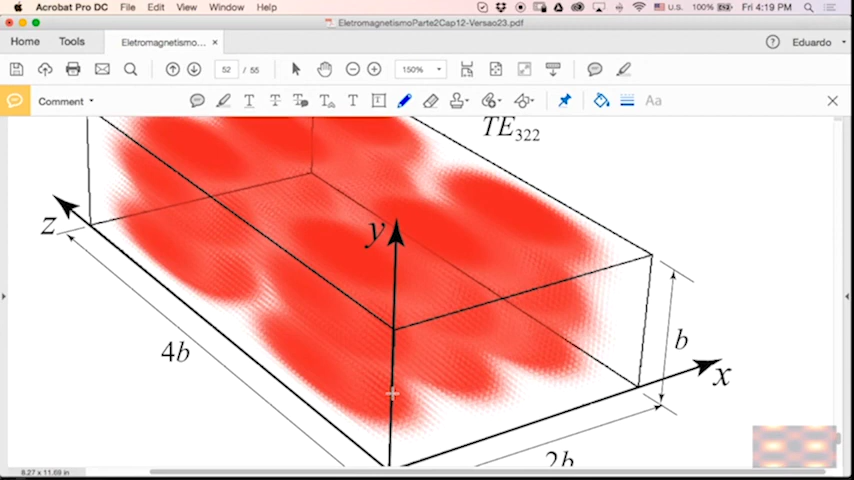 Acrobat Pro DC File Edit View Window Help 100% U.S. Fri 4:19 PM
EletromagnetismoParte2Cap12-Versao23.pdf
Home Tools Eletromagnetismo... × Eduardo
52 / 55 150%
Comment Aa
TE322
z
y
4b
b
x
2b
8.27 x 11.69 in